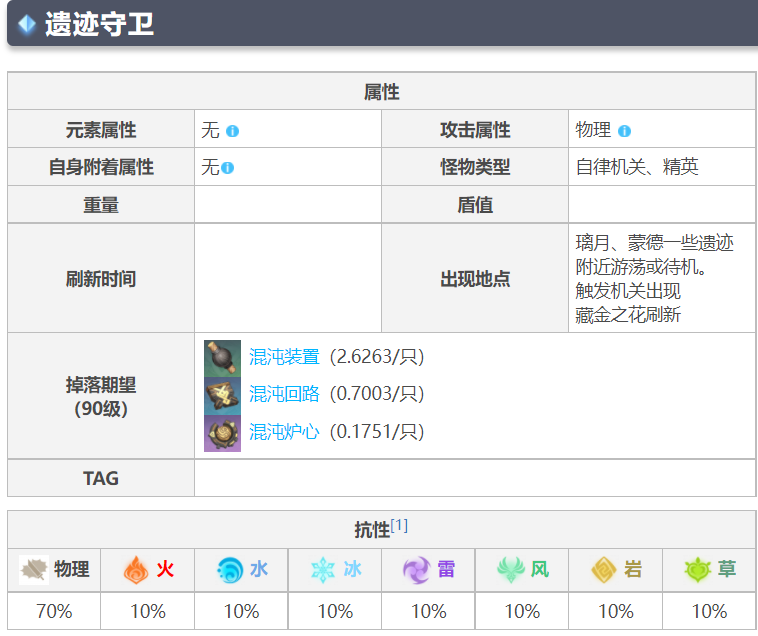 遗迹守卫
属性
元素属性 无 攻击属性 物理
自身附着属性 无 怪物类型 自律机关、精英
重量 盾值
刷新时间 出现地点 璃月、蒙德一些遗迹
附近游荡或待机。
触发机关出现
藏金之花刷新
掉落期望
（90级）
混沌装置（2.6263/只）
混沌回路（0.7003/只）
混沌炉心（0.1751/只）
TAG
抗性[1]
物理 火 水 冰 雷 风 岩 草
70% 10% 10% 10% 10% 10% 10% 10%